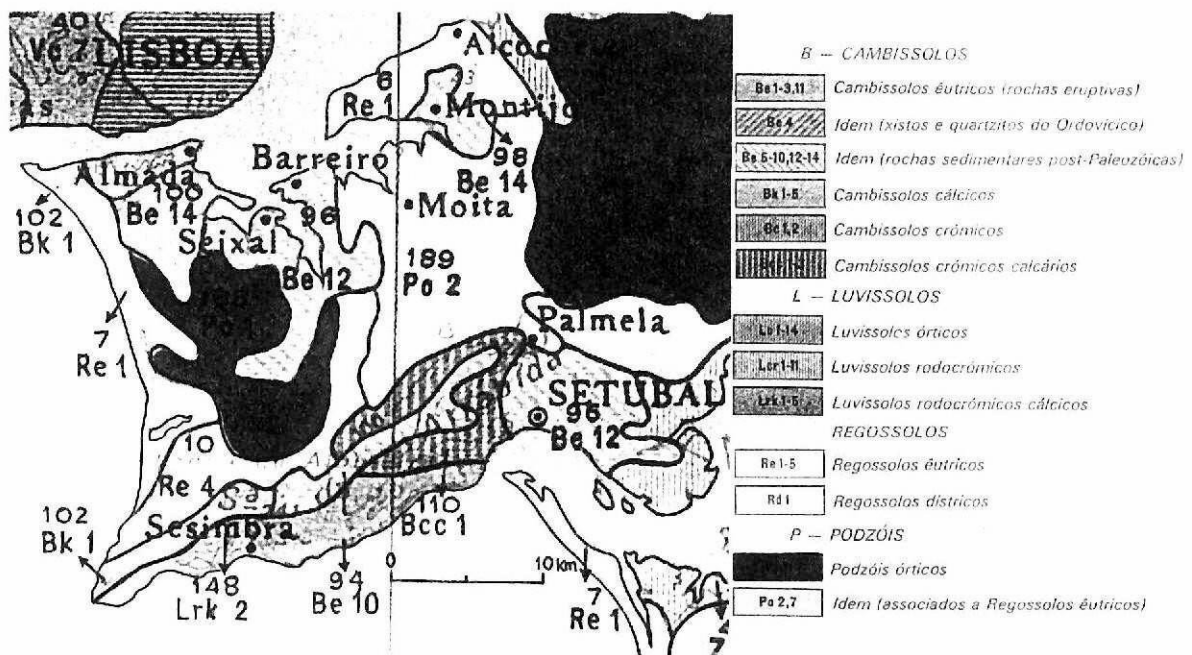 40
LISBOA
Alcoch
6
Re 1
Montijo
98
Be 14
Barreiro
Almada
100
Be 14
102
Bk 1
Seixal
96
Moita
Be 12
189
Po 2
7
Re 1
Palmela
SETUBAL
96
Be 12
10
Re 4
Sª
Sesimbra
102
Bk 1
110
Bcc 1
148
Lrk 2
94
Be 10
0
10 Km
7
Re 1
B – CAMBISSOLOS
Be 1-3,11 Cambissolos êutricos (rochas eruptivas)
Be 4 Idem (xistos e quartzitos do Ordovícico)
Be 5-10,12-14 Idem (rochas sedimentares post-Paleozóicas)
Bk 1-5 Cambissolos cálcicos
Bc 1,2 Cambissolos crómicos
Cambissolos crómicos calcários
L – LUVISSOLOS
Lo 1-14 Luvissolos órticos
Lcr 1-11 Luvissolos rodocrómicos
Lrk 1-5 Luvissolos rodocrómicos cálcicos
REGOSSOLOS
Re 1-5 Regossolos êutricos
Rd 1 Regossolos dístricos
P – PODZÓIS
Podzóis órticos
Po 2,7 Idem (associados a Regossolos êutricos)